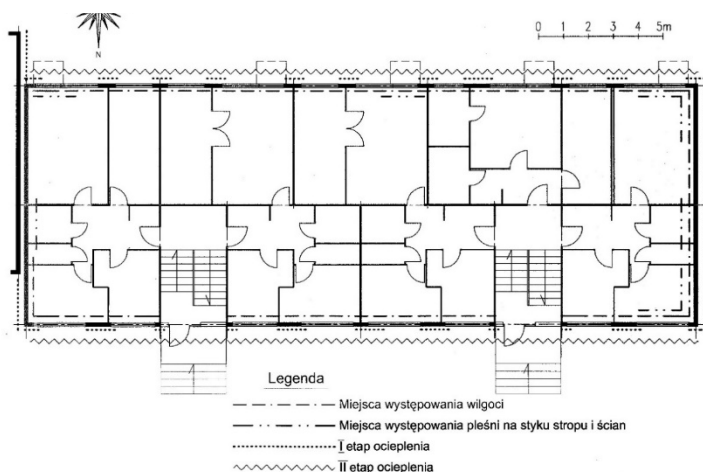 N
0 1 2 3 4 5m
Legenda
Miejsca występowania wilgoci
Miejsca występowania pleśni na styku stropu i ścian
I etap ocieplenia
II etap ocieplenia